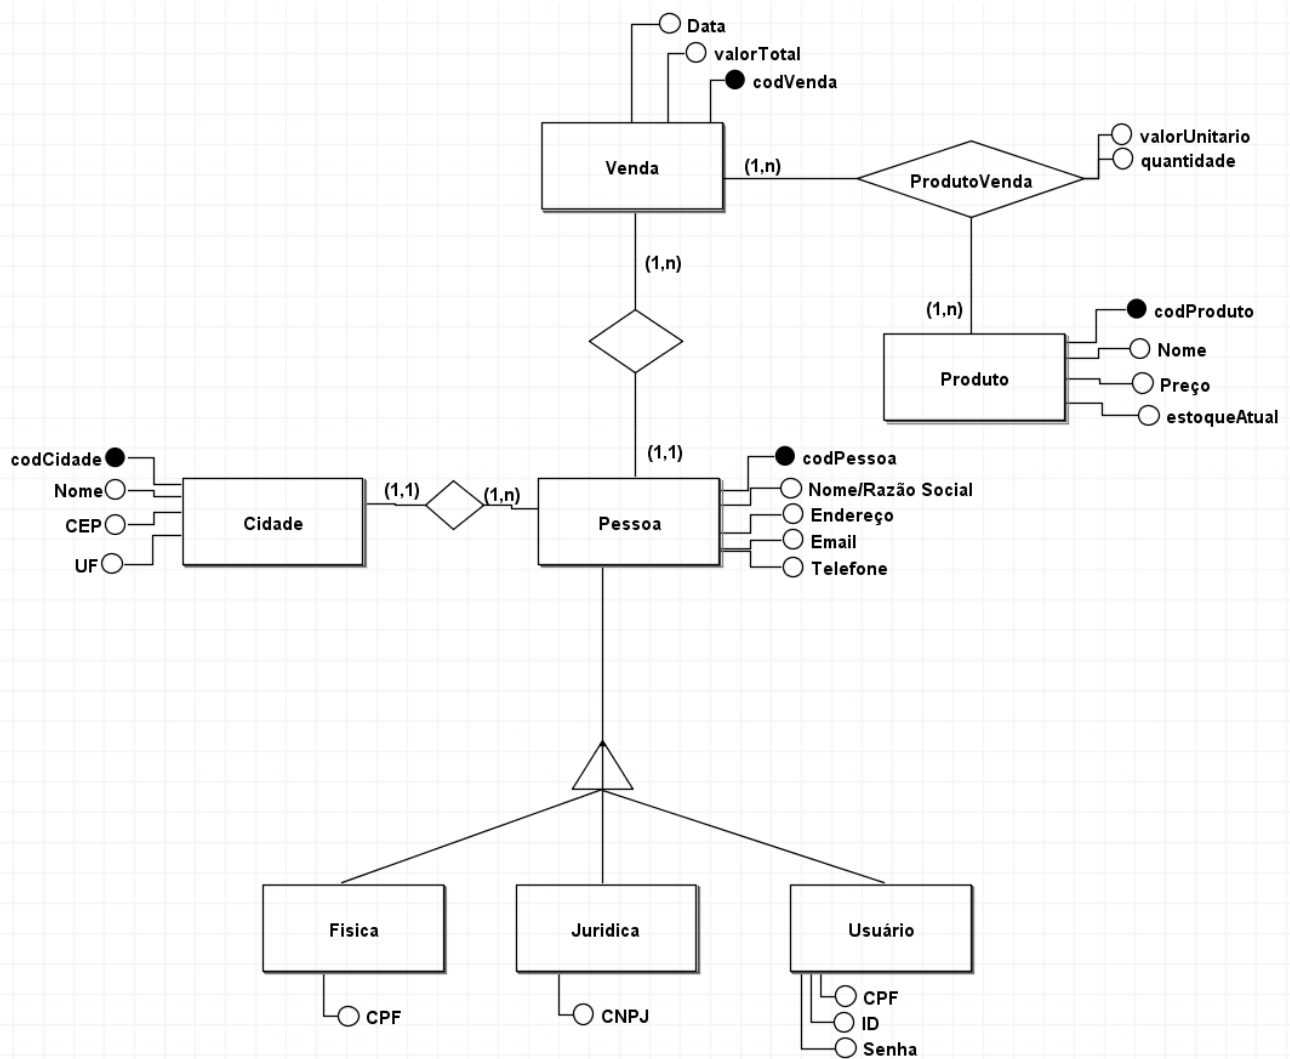 Data
valorTotal
codVenda
Venda
(1,n)
ProdutoVenda
valorUnitario
quantidade
(1,n)
(1,n)
codProduto
Nome
Preço
estoqueAtual
Produto
(1,1)
codCidade
Nome
CEP
UF
Cidade
(1,1)
(1,n)
Pessoa
codPessoa
Nome/Razão Social
Endereço
Email
Telefone
Fisica
Juridica
Usuário
CPF
CNPJ
CPF
ID
Senha